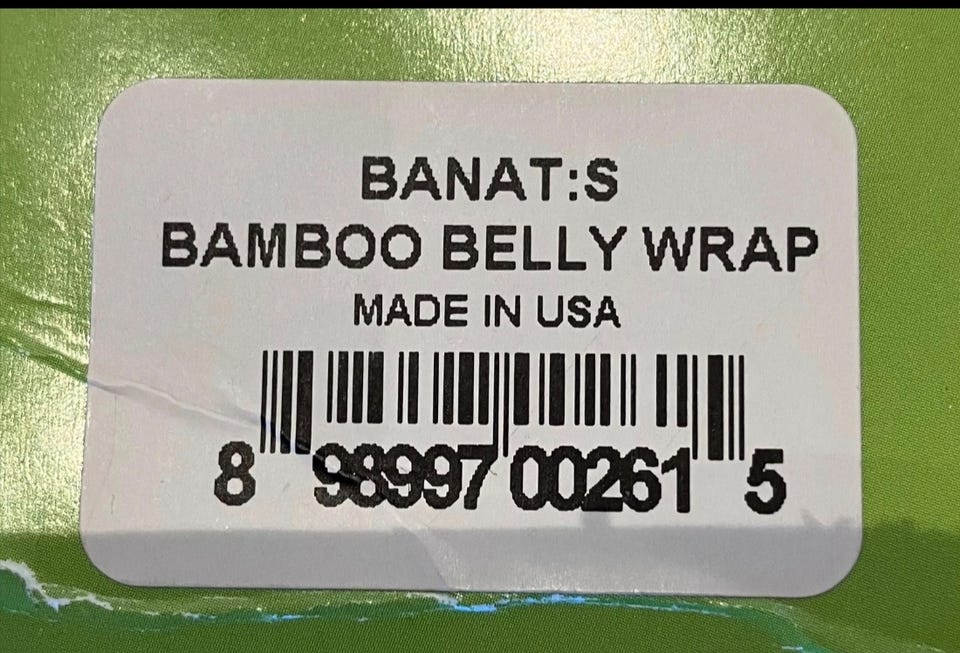 BANAT:S
BAMBOO BELLY WRAP
MADE IN USA
8 98997 00261 5